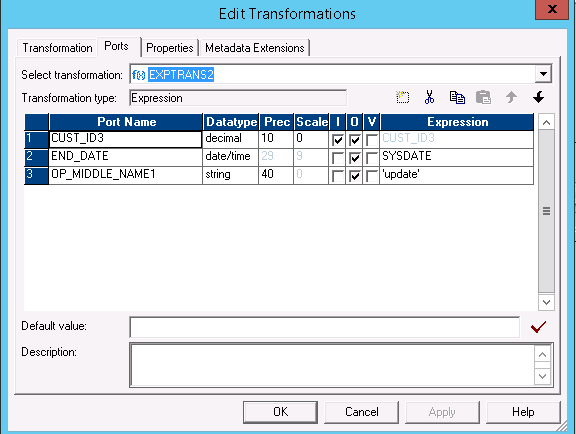 Edit Transformations
x
Transformation Ports Properties Metadata Extensions
Select transformation: f(x) EXPTRANS2
Transformation type: Expression
Port Name Datatype Prec Scale I O V Expression
1 CUST_ID3 decimal 10 0 CUST_ID3
2 END_DATE date/time 29 9 SYSDATE
3 OP_MIDDLE_NAME1 string 40 0 'update'
Default value:
Description:
OK Cancel Apply Help